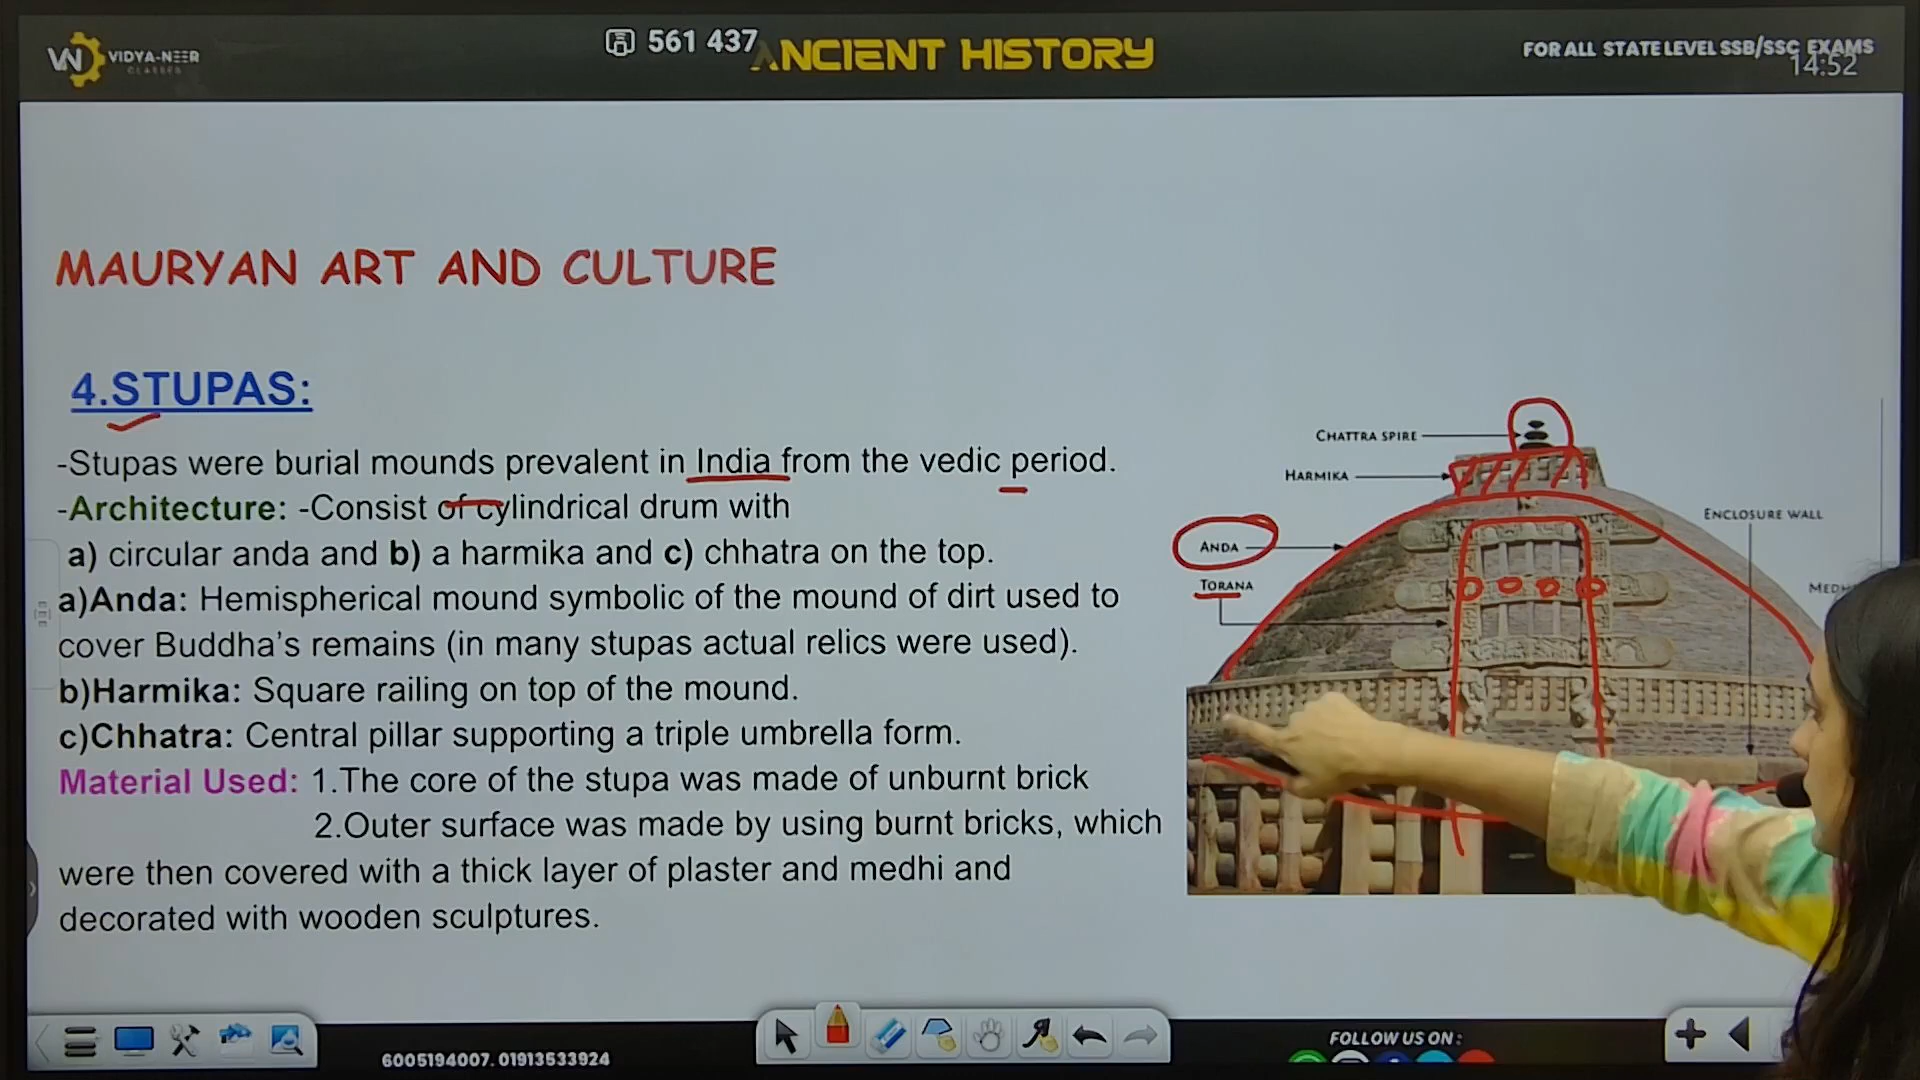 VN VIDYA-NEER
CLASSES
561 437
ANCIENT HISTORY
FOR ALL STATE LEVEL SSB/SSC EXAMS
14:52
MAURYAN ART AND CULTURE
4.STUPAS:
-Stupas were burial mounds prevalent in India from the vedic period.
-Architecture: -Consist of cylindrical drum with
a) circular anda and b) a harmika and c) chhatra on the top.
a)Anda: Hemispherical mound symbolic of the mound of dirt used to
cover Buddha's remains (in many stupas actual relics were used).
b)Harmika: Square railing on top of the mound.
c)Chhatra: Central pillar supporting a triple umbrella form.
Material Used: 1.The core of the stupa was made of unburnt brick
2.Outer surface was made by using burnt bricks, which
were then covered with a thick layer of plaster and medhi and
decorated with wooden sculptures.
CHATTRA SPIRE
HARMIKA
ENCLOSURE WALL
ANDA
TORANA
6005194007, 01913533924
FOLLOW US ON :